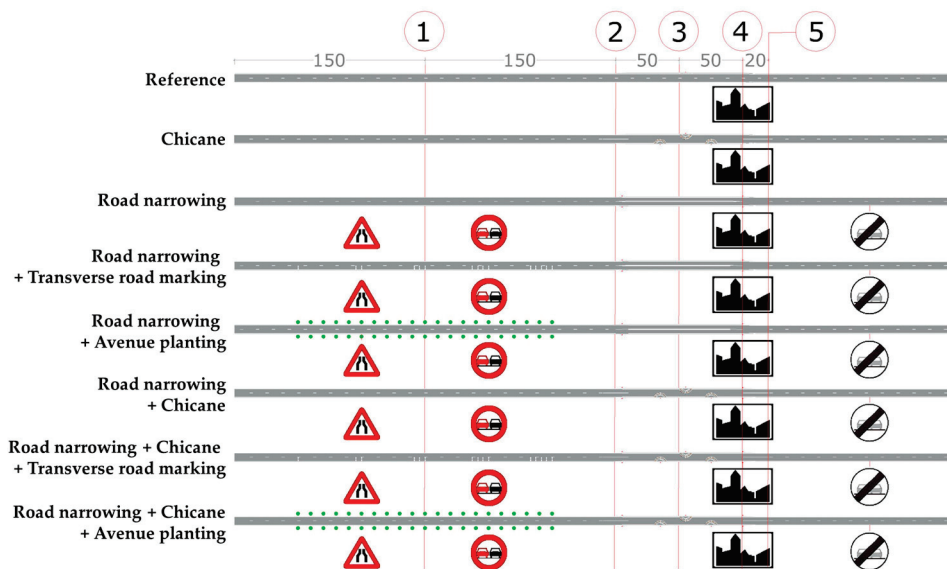 1 2 3 4 5
150 150 50 50 20
Reference
Chicane
Road narrowing
Road narrowing
+ Transverse road marking
Road narrowing
+ Avenue planting
Road narrowing
+ Chicane
Road narrowing + Chicane
+ Transverse road marking
Road narrowing + Chicane
+ Avenue planting